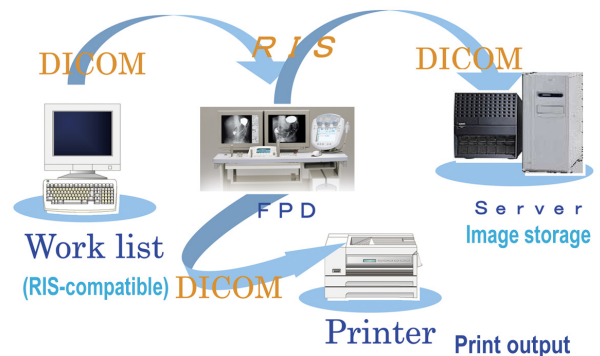 RIS
DICOM
DICOM
FPD
Server
Image storage
Work list
(RIS-compatible)
DICOM
Printer
Print output